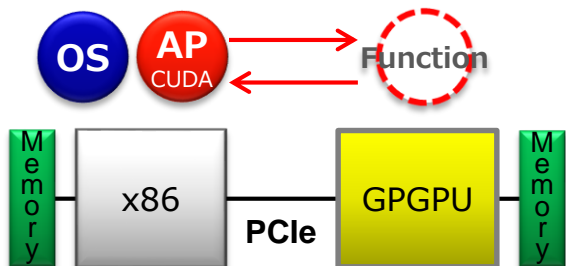 OS
AP
CUDA
Function
Memory
x86
PCIe
GPGPU
Memory